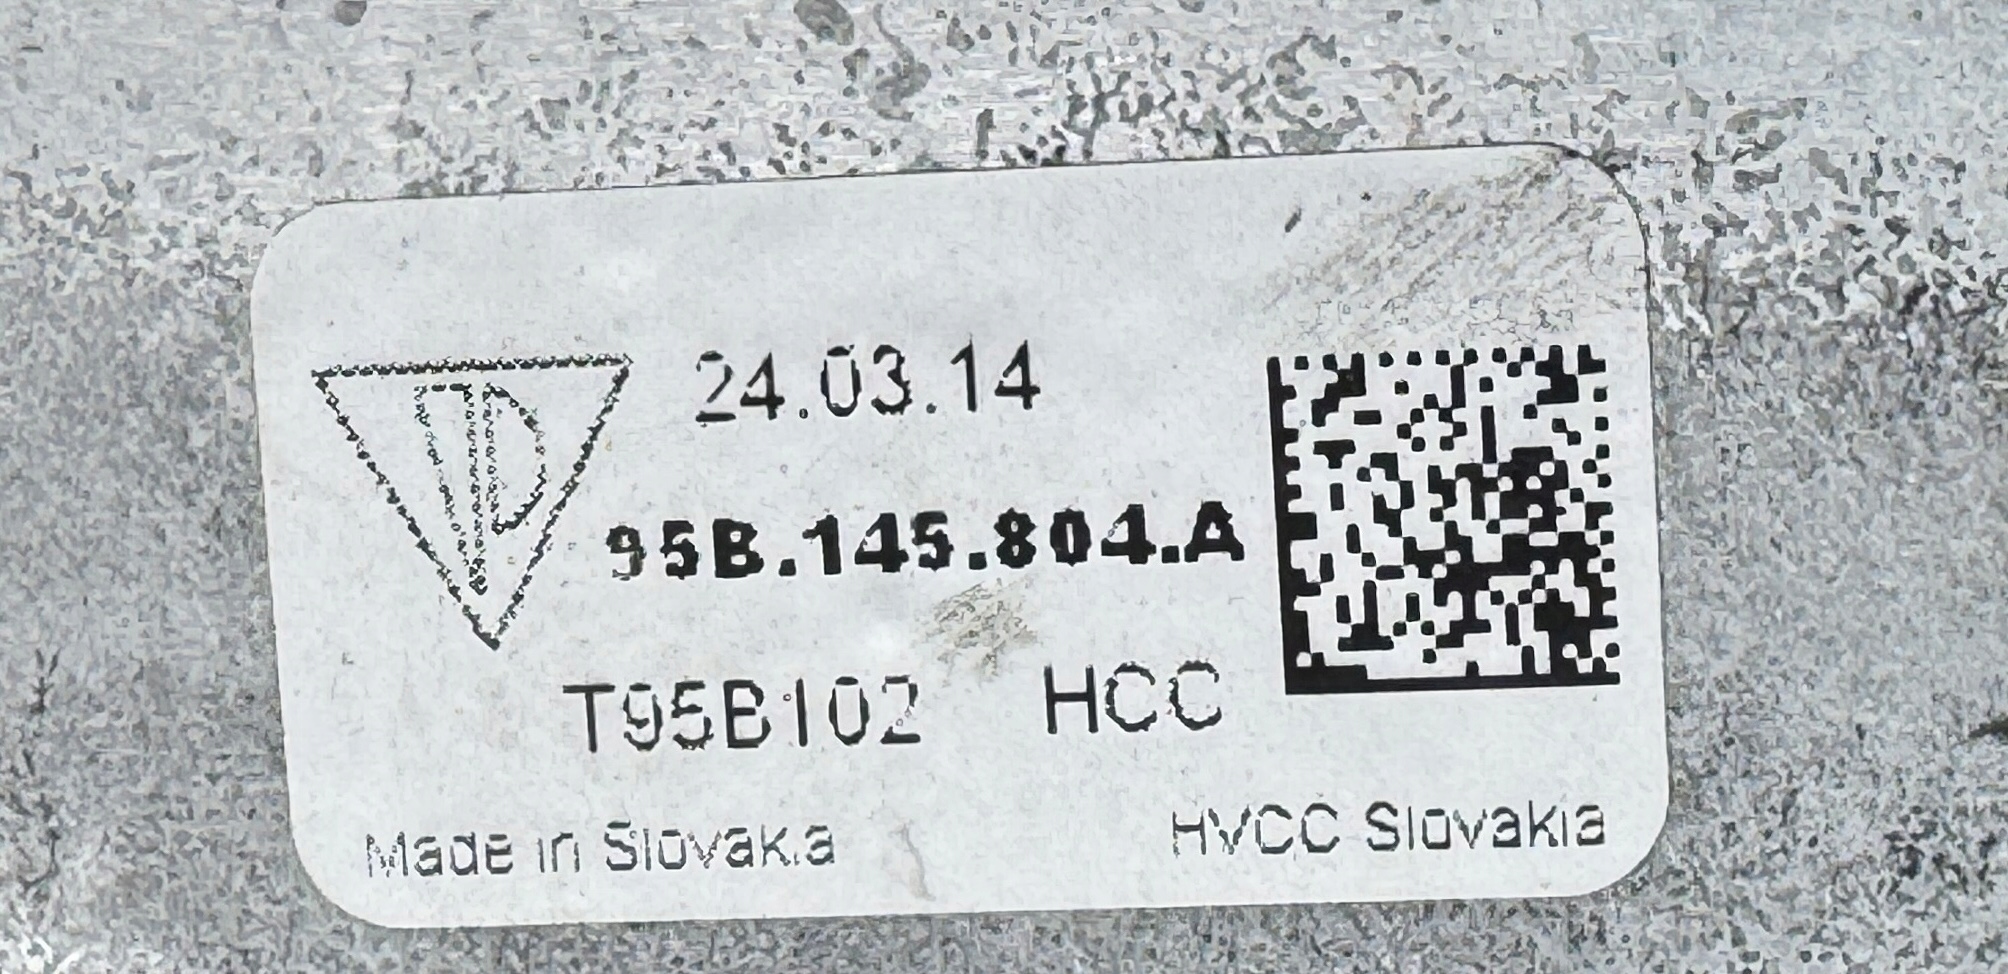 24.03.14
95B.145.804.A
T95B102 HCC
Made in Slovakia
HVCC Slovakia